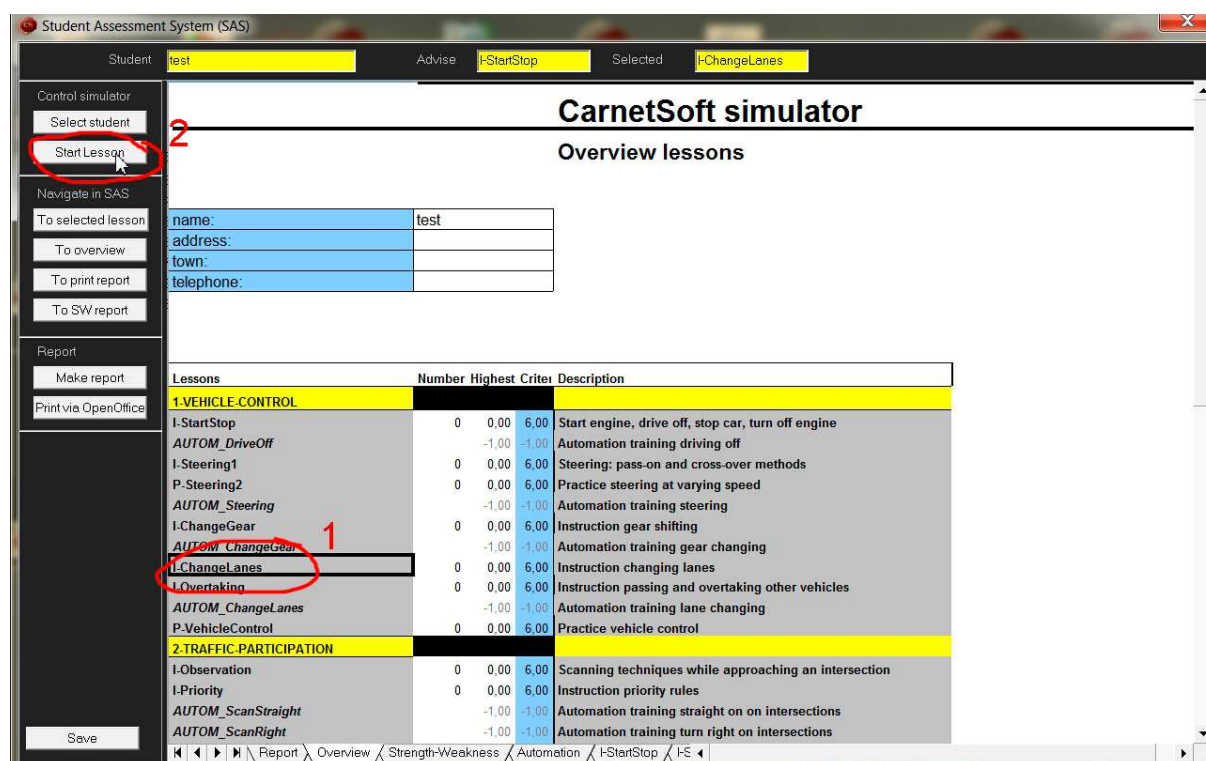 Student Assessment System (SAS)
X
Student test Advise I-StartStop Selected I-ChangeLanes
Control simulator
Select student
2
Start Lesson
Navigate in SAS
To selected lesson
To overview
To print report
To SW report
Report
Make report
Print via OpenOffice
Save
CarnetSoft simulator
Overview lessons
name: test
address:
town:
telephone:
Lessons Number Highest Criter Description
1-VEHICLE-CONTROL
I-StartStop 0 0,00 6,00 Start engine, drive off, stop car, turn off engine
AUTOM_DriveOff -1,00 -1,00 Automation training driving off
I-Steering1 0 0,00 6,00 Steering: pass-on and cross-over methods
P-Steering2 0 0,00 6,00 Practice steering at varying speed
AUTOM_Steering -1,00 -1,00 Automation training steering
I-ChangeGear 0 0,00 6,00 Instruction gear shifting
1
AUTOM_ChangeGear -1,00 -1,00 Automation training gear changing
I-ChangeLanes 0 0,00 6,00 Instruction changing lanes
I-Overtaking 0 0,00 6,00 Instruction passing and overtaking other vehicles
AUTOM_ChangeLanes -1,00 -1,00 Automation training lane changing
P-VehicleControl 0 0,00 6,00 Practice vehicle control
2-TRAFFIC-PARTICIPATION
I-Observation 0 0,00 6,00 Scanning techniques while approaching an intersection
I-Priority 0 0,00 6,00 Instruction priority rules
AUTOM_ScanStraight -1,00 -1,00 Automation training straight on on intersections
AUTOM_ScanRight -1,00 -1,00 Automation training turn right on intersections
Report Overview Strength-Weakness Automation I-StartStop I-S